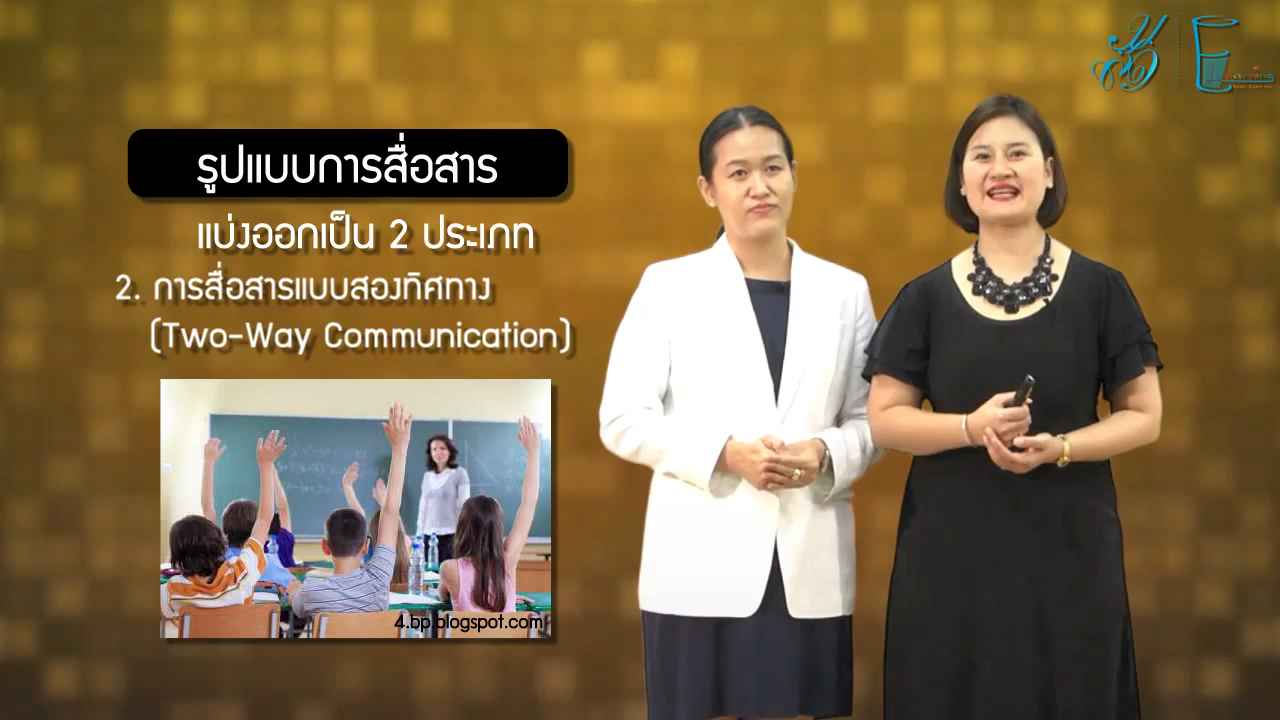 รูปแบบการสื่อสาร
แบ่งออกเป็น 2 ประเภท
2. การสื่อสารแบบสองทิศทาง
(Two-Way Communication)
4.bp.blogspot.com